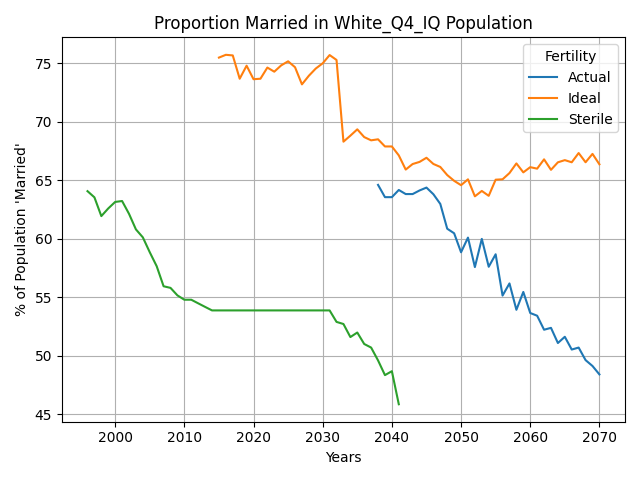 Proportion Married in White_Q4_IQ Population
% of Population 'Married'
75
70
65
60
55
50
45
Fertility
Actual
Ideal
Sterile
2000 2010 2020 2030 2040 2050 2060 2070
Years